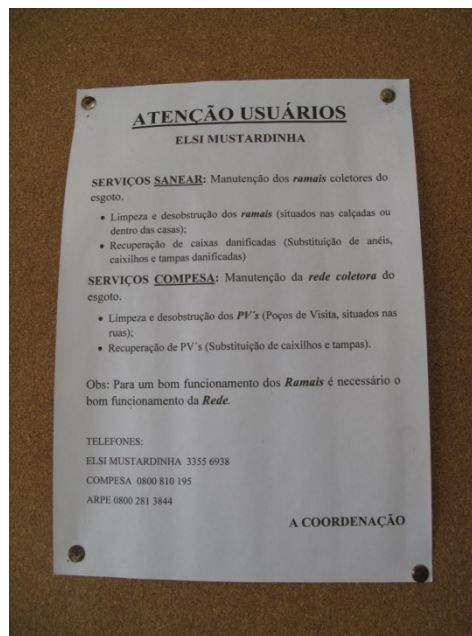 ATENÇÃO USUÁRIOS
ELSI MUSTARDINHA
SERVIÇOS SANEAR: Manutenção dos ramais coletores do
esgoto.
• Limpeza e desobstrução dos ramais (situados nas calçadas ou
dentro das casas);
• Recuperação de caixas danificadas (Substituição de anéis,
caixilhos e tampas danificadas)
SERVIÇOS COMPESA: Manutenção da rede coletora do
esgoto.
• Limpeza e desobstrução dos PV´s (Poços de Visita, situados nas
ruas);
• Recuperação de PV´s (Substituição de caixilhos e tampas).
Obs: Para um bom funcionamento dos Ramais é necessário o
bom funcionamento da Rede.
TELEFONES:
ELSI MUSTARDINHA 3355 6938
COMPESA 0800 810 195
ARPE 0800 281 3844
A COORDENAÇÃO